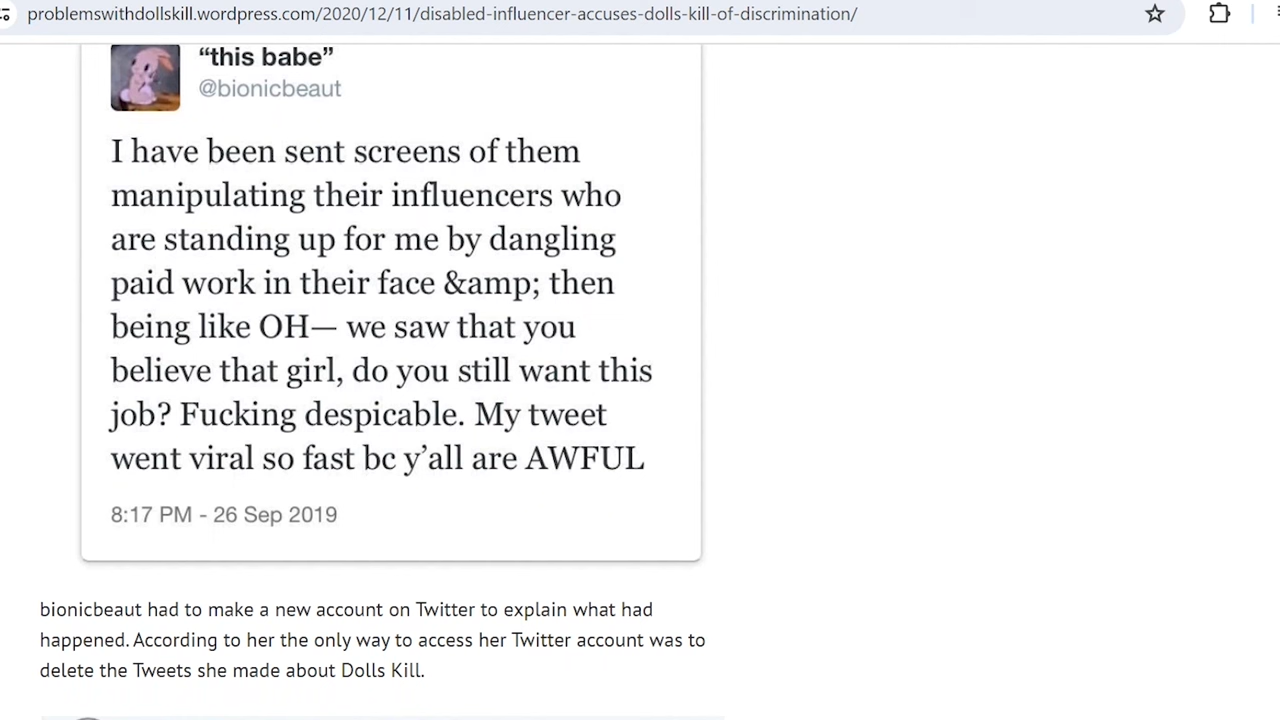 problemswithdollskill.wordpress.com/2020/12/11/disabled-influencer-accuses-dolls-kill-of-discrimination/
“this babe”
@bionicbeaut
I have been sent screens of them
manipulating their influencers who
are standing up for me by dangling
paid work in their face &amp; then
being like OH— we saw that you
believe that girl, do you still want this
job? Fucking despicable. My tweet
went viral so fast bc y’all are AWFUL
8:17 PM - 26 Sep 2019
bionicbeaut had to make a new account on Twitter to explain what had
happened. According to her the only way to access her Twitter account was to
delete the Tweets she made about Dolls Kill.